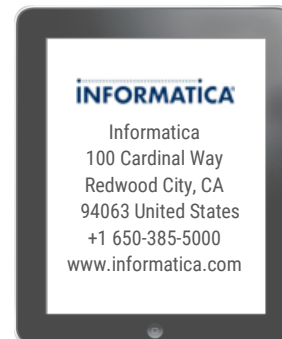 INFORMATICA
Informatica
100 Cardinal Way
Redwood City, CA
94063 United States
+1 650-385-5000
www.informatica.com